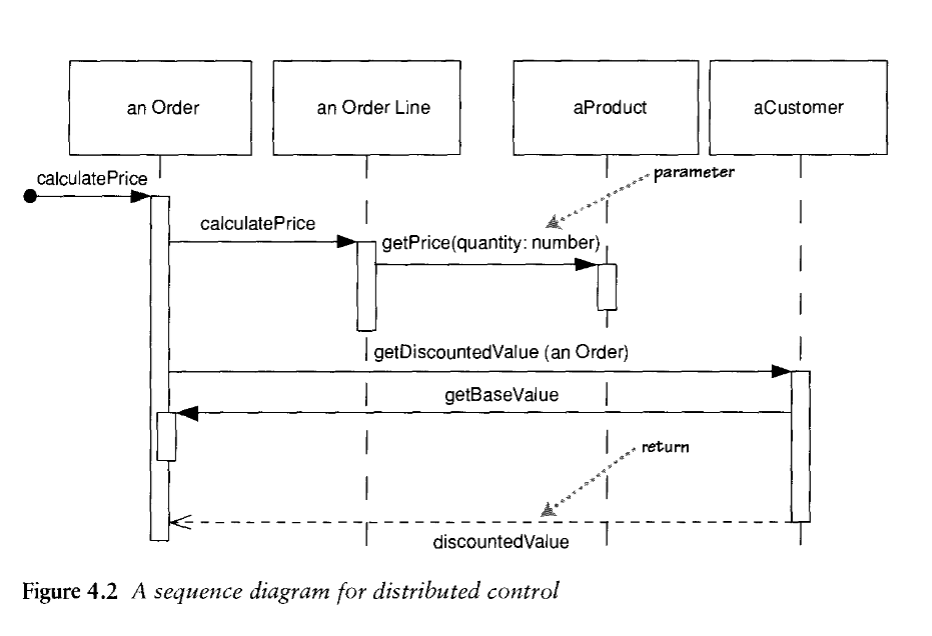 an Order
an Order Line
aProduct
aCustomer
parameter
calculatePrice
calculatePrice
getPrice(quantity: number)
getDiscountedValue (an Order)
getBaseValue
return
discountedValue
Figure 4.2 A sequence diagram for distributed control